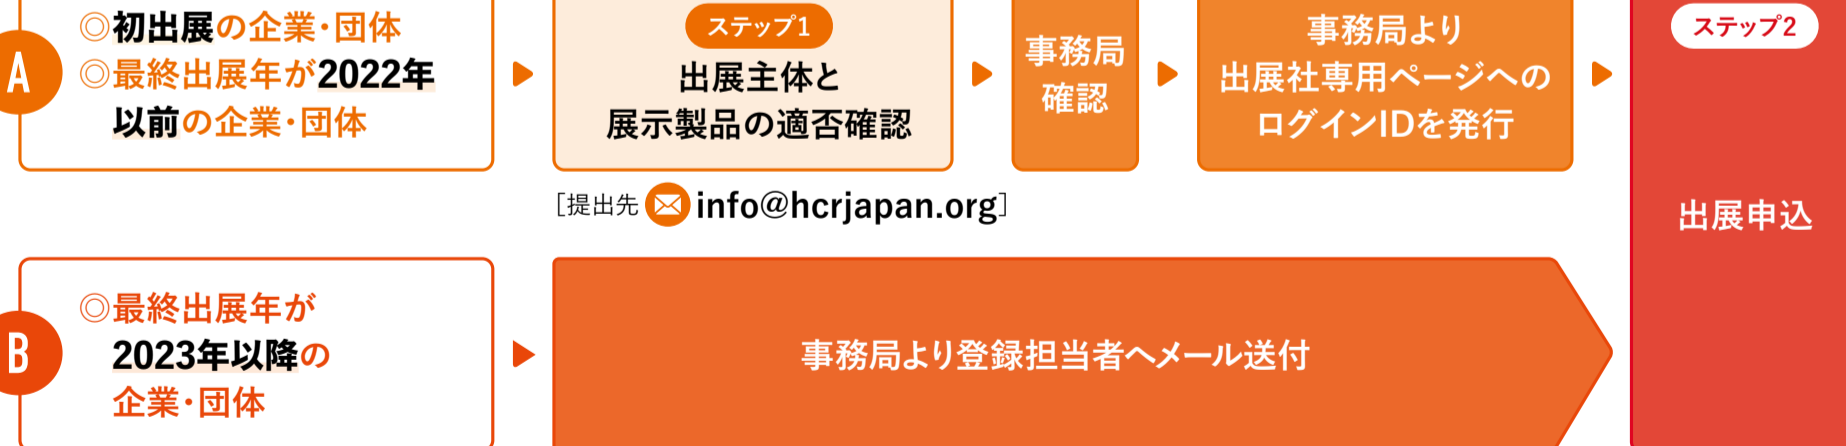 A
◎初出展の企業・団体
◎最終出展年が2022年
以前の企業・団体
ステップ1
出展主体と
展示製品の適否確認
[提出先 info@hcrjapan.org]
事務局
確認
事務局より
出展社専用ページへの
ログインIDを発行
B
◎最終出展年が
2023年以降の
企業・団体
事務局より登録担当者へメール送付
ステップ2
出展申込